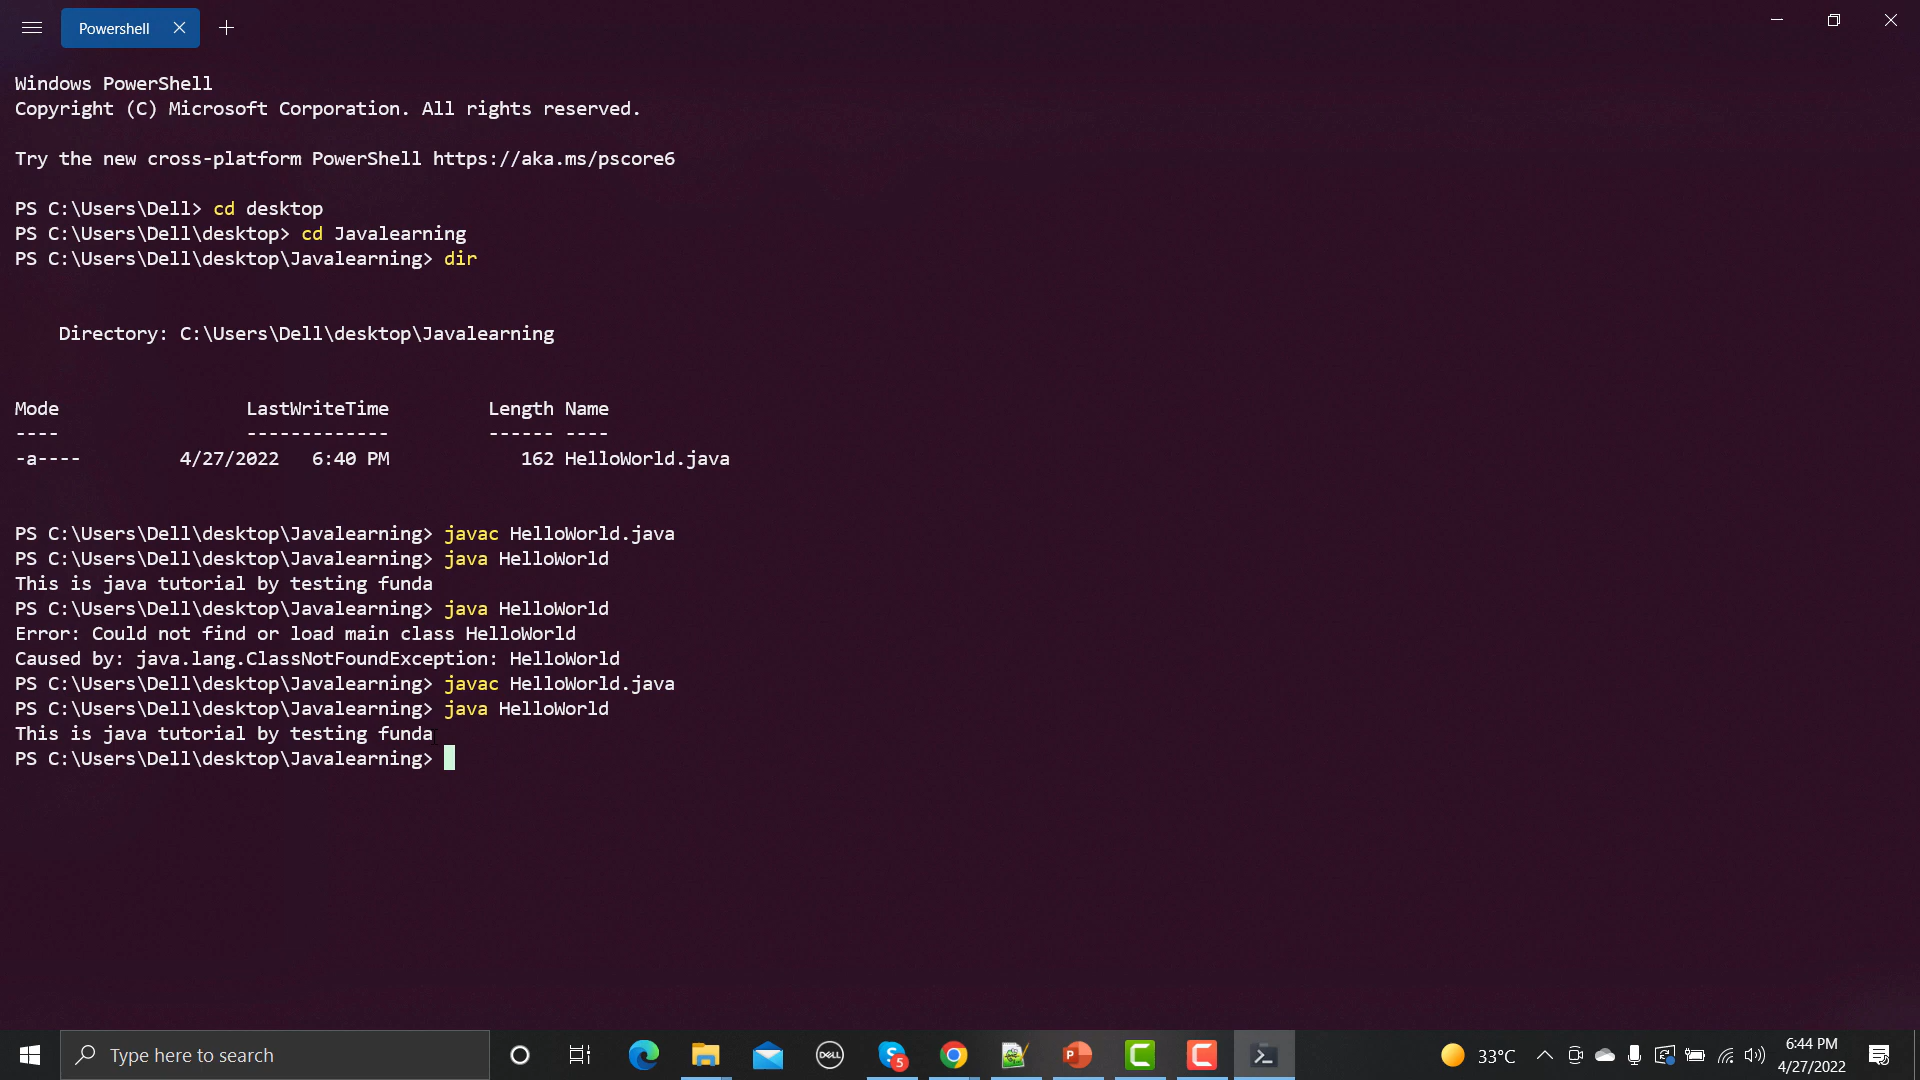 Powershell
Windows PowerShell
Copyright (C) Microsoft Corporation. All rights reserved.
Try the new cross-platform PowerShell https://aka.ms/pscore6
PS C:\Users\Dell> cd desktop
PS C:\Users\Dell\desktop> cd Javalearning
PS C:\Users\Dell\desktop\Javalearning> dir
Directory: C:\Users\Dell\desktop\Javalearning
Mode LastWriteTime Length Name
---- ------------- ------ ----
-a---- 4/27/2022 6:40 PM 162 HelloWorld.java
PS C:\Users\Dell\desktop\Javalearning> javac HelloWorld.java
PS C:\Users\Dell\desktop\Javalearning> java HelloWorld
This is java tutorial by testing funda
PS C:\Users\Dell\desktop\Javalearning> java HelloWorld
Error: Could not find or load main class HelloWorld
Caused by: java.lang.ClassNotFoundException: HelloWorld
PS C:\Users\Dell\desktop\Javalearning> javac HelloWorld.java
PS C:\Users\Dell\desktop\Javalearning> java HelloWorld
This is java tutorial by testing funda
PS C:\Users\Dell\desktop\Javalearning>
Type here to search
DELL
S 5
P
33°C
6:44 PM
4/27/2022